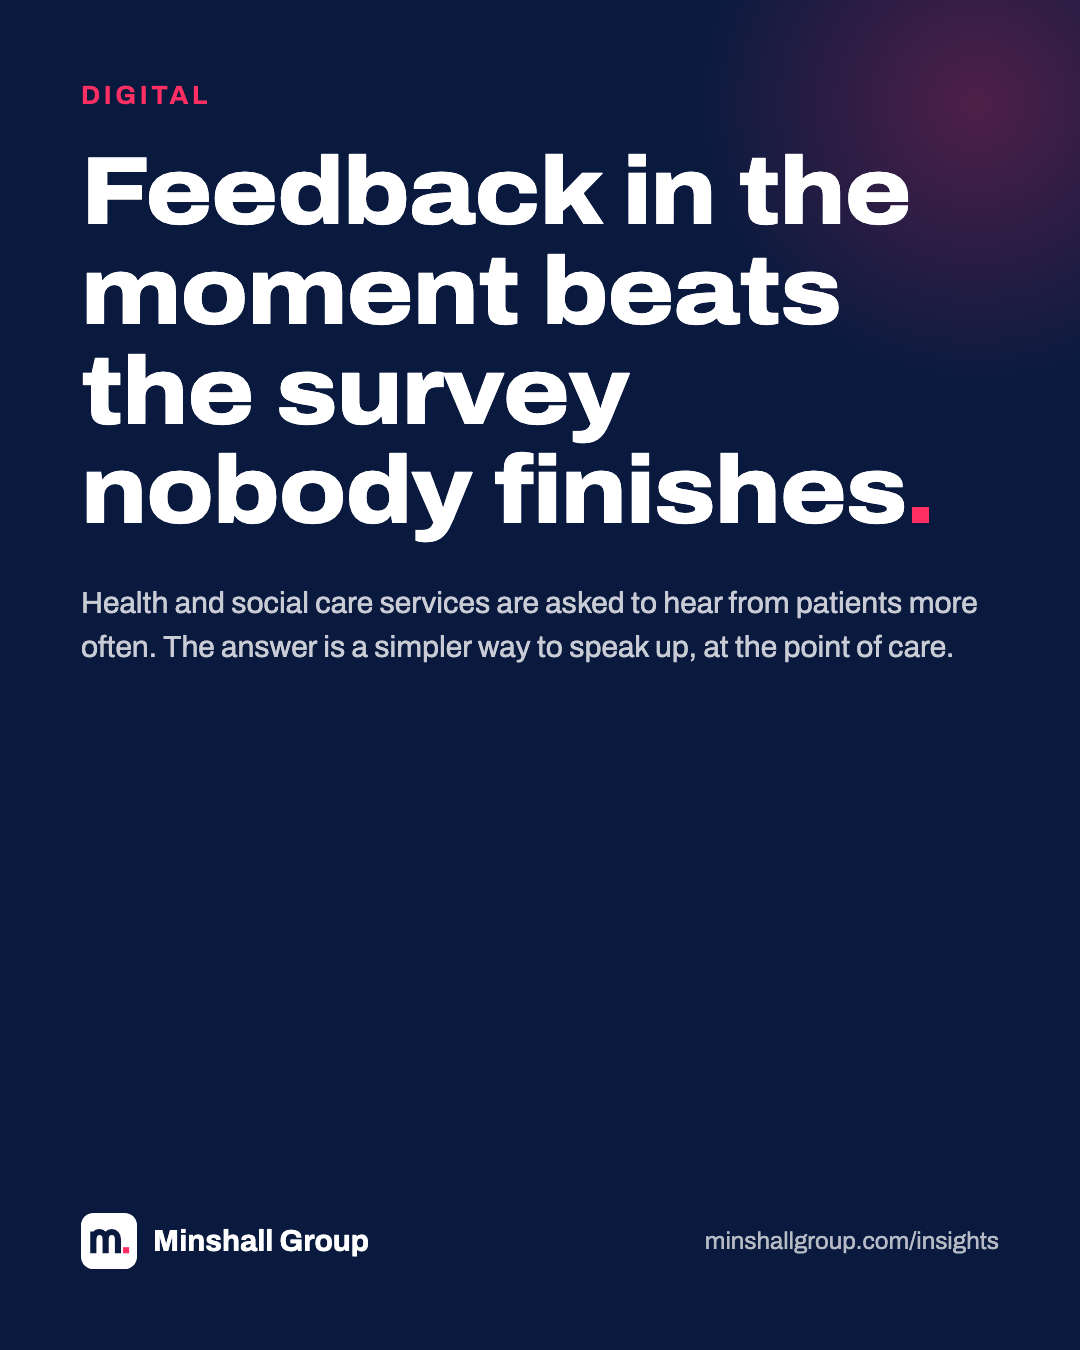 DIGITAL
Feedback in the
moment beats
the survey
nobody finishes.
Health and social care services are asked to hear from patients more
often. The answer is a simpler way to speak up, at the point of care.
m. Minshall Group
minshallgroup.com/insights